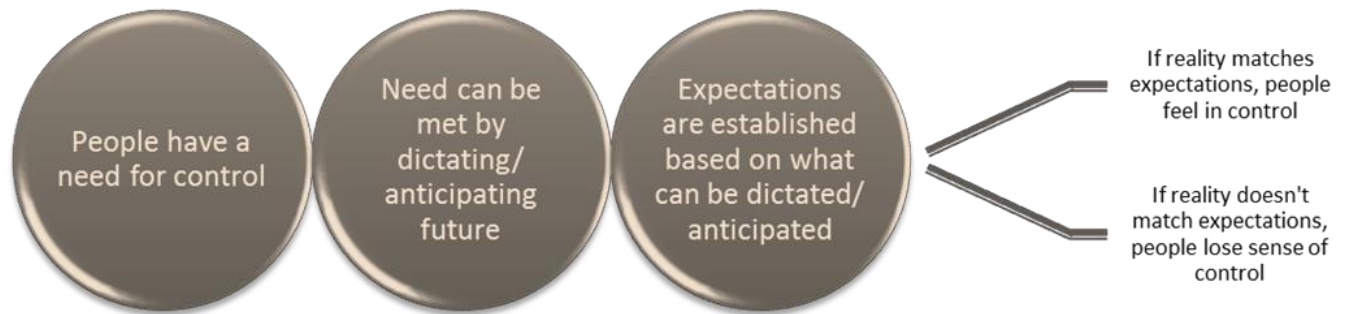 People have a
need for control
Need can be
met by
dictating/
anticipating
future
Expectations
are established
based on what
can be dictated/
anticipated
If reality matches
expectations, people
feel in control
If reality doesn't
match expectations,
people lose sense of
control